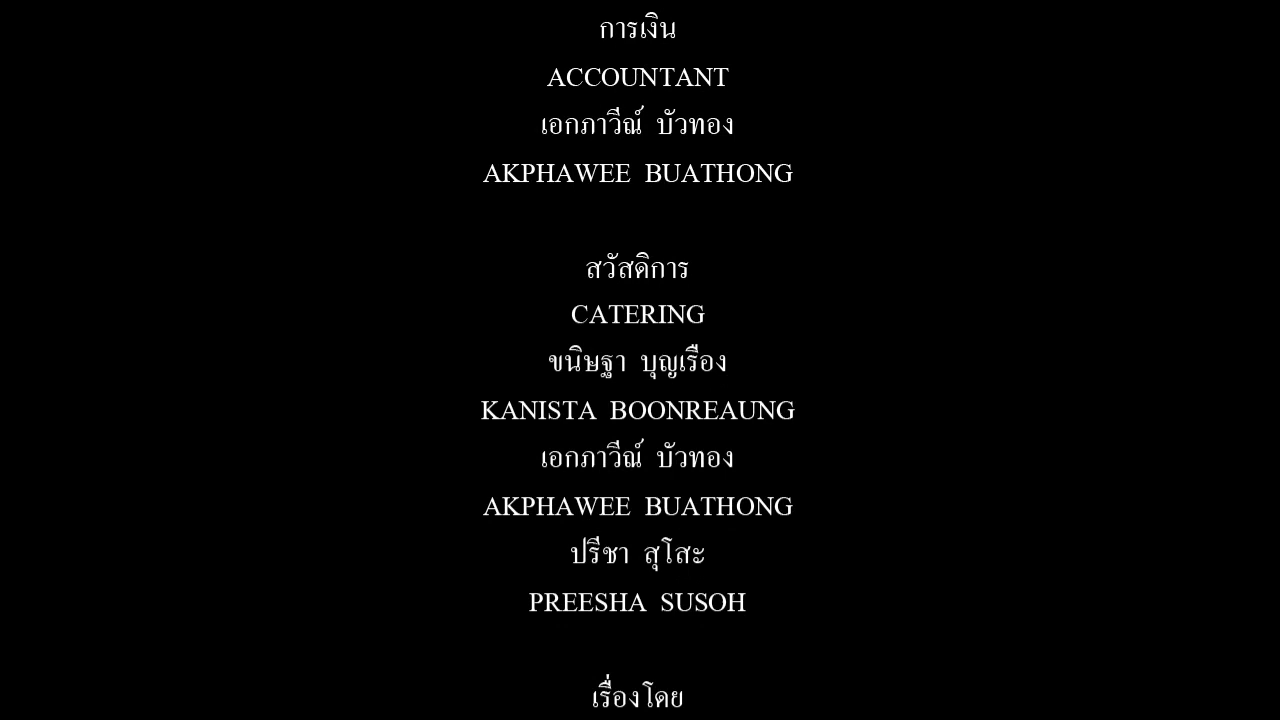 การเงิน
ACCOUNTANT
เอกภาวีณ์ บัวทอง
AKPHAWEE BUATHONG
สวัสดิการ
CATERING
ขนิษฐา บุญเรือง
KANISTA BOONREAUNG
เอกภาวีณ์ บัวทอง
AKPHAWEE BUATHONG
ปรีชา สุโสะ
PREESHA SUSOH
เรื่องโดย